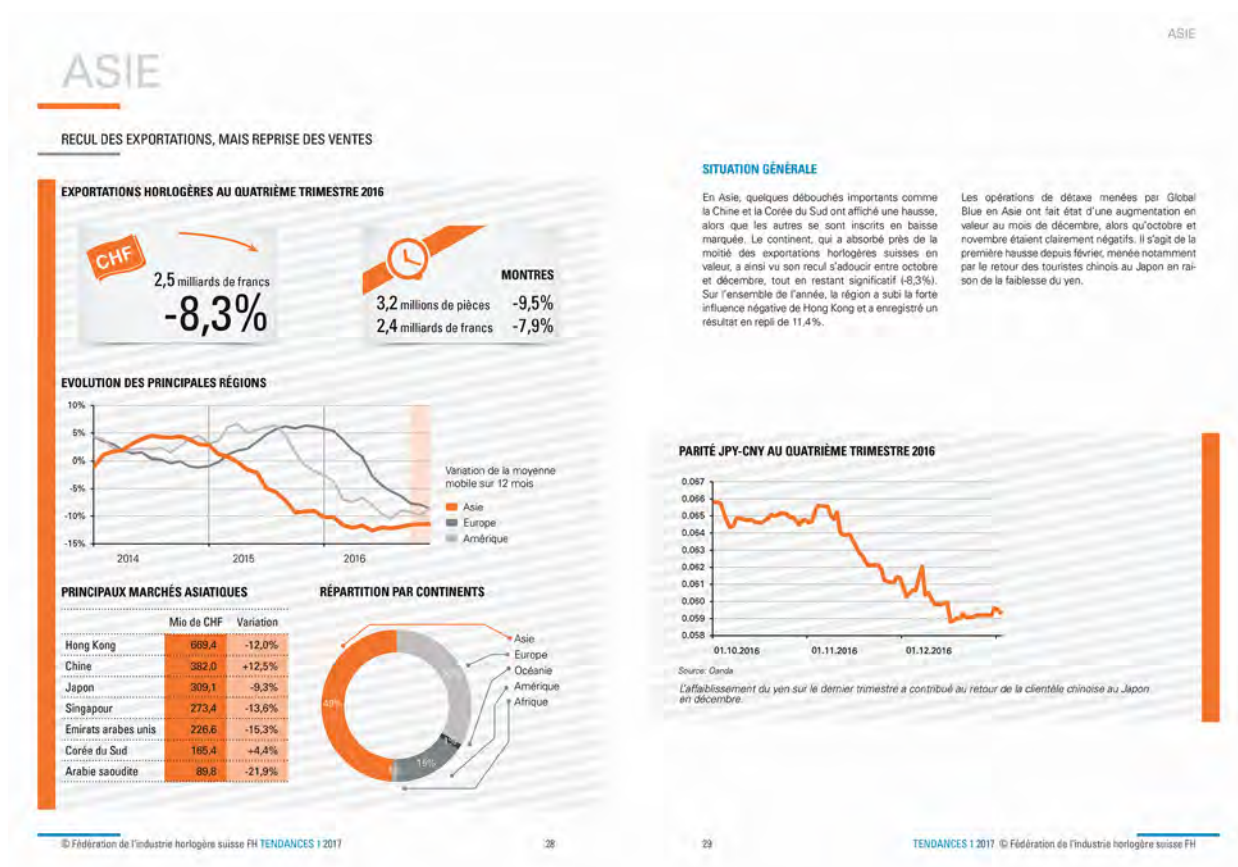 ASIE
RECUL DES EXPORTATIONS, MAIS REPRISE DES VENTES
EXPORTATIONS HORLOGÈRES AU QUATRIÈME TRIMESTRE 2016
CHF
2,5 milliards de francs
-8,3%
MONTRES
3,2 millions de pièces -9,5%
2,4 milliards de francs -7,9%
EVOLUTION DES PRINCIPALES RÉGIONS
10%
5%
0%
-5%
-10%
-15%
2014 2015 2016
Variation de la moyenne
mobile sur 12 mois
Asie
Europe
Amérique
PRINCIPAUX MARCHÉS ASIATIQUES
Mio de CHF Variation
Hong Kong 669,4 -12,0%
Chine 382,0 +12,5%
Japon 309,1 -9,3%
Singapour 273,4 -13,6%
Emirats arabes unis 226,6 -15,3%
Corée du Sud 165,4 +4,4%
Arabie saoudite 89,8 -21,9%
RÉPARTITION PAR CONTINENTS
Asie
Europe
Océanie
Amérique
Afrique
© Fédération de l'industrie horlogère suisse FH TENDANCES 1 2017
28
ASIE
SITUATION GÉNÉRALE
En Asie, quelques débouchés importants comme
la Chine et la Corée du Sud ont affiché une hausse,
alors que les autres se sont inscrits en baisse
marquée. Le continent, qui a absorbé près de la
moitié des exportations horlogères suisses en
valeur, a ainsi vu son recul s'adoucir entre octobre
et décembre, tout en restant significatif (-8,3%).
Sur l'ensemble de l'année, la région a subi la forte
influence négative de Hong Kong et a enregistré un
résultat en repli de 11,4%.
Les opérations de détaxe menées par Global
Blue en Asie ont fait état d'une augmentation en
valeur au mois de décembre, alors qu'octobre et
novembre étaient clairement négatifs. Il s'agit de la
première hausse depuis février, menée notamment
par le retour des touristes chinois au Japon en rai-
son de la faiblesse du yen.
PARITÉ JPY-CNY AU QUATRIÈME TRIMESTRE 2016
0.067
0.066
0.065
0.064
0.063
0.062
0.061
0.060
0.059
0.058
01.10.2016 01.11.2016 01.12.2016
Source: Oanda
L'affaiblissement du yen sur le dernier trimestre a contribué au retour de la clientèle chinoise au Japon
en décembre.
29
TENDANCES 1 2017 © Fédération de l'industrie horlogère suisse FH